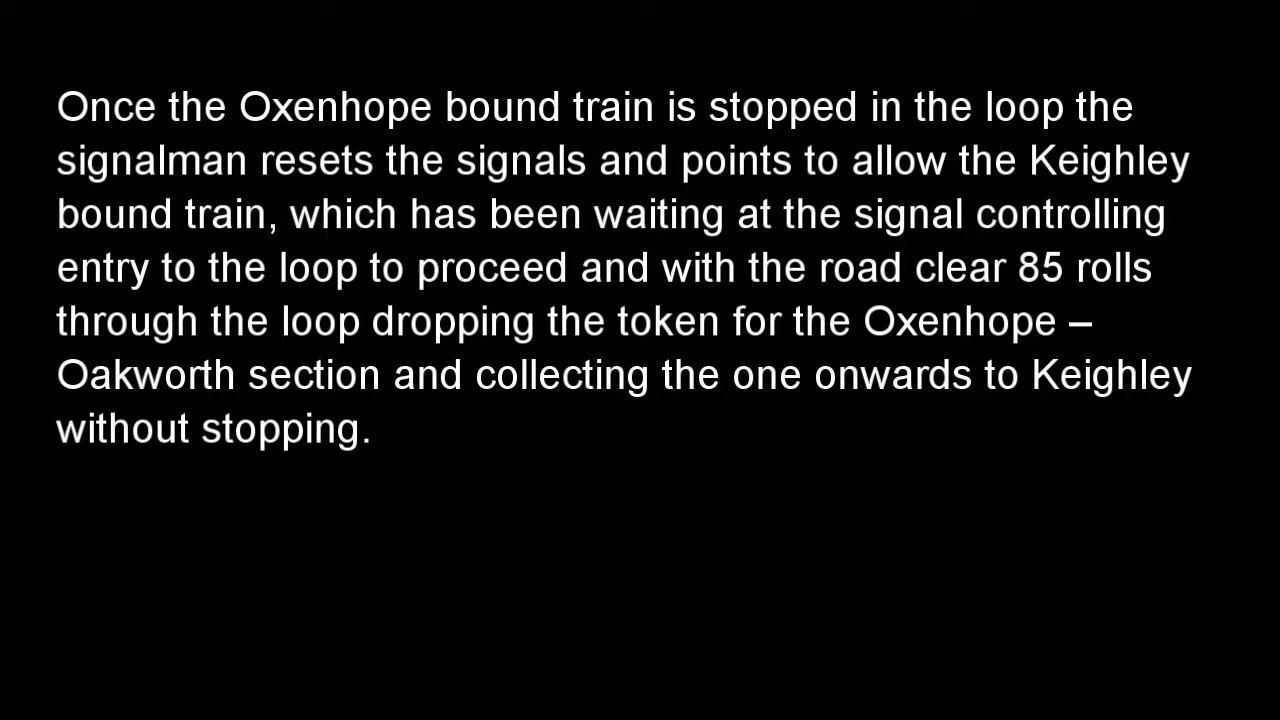 Once the Oxenhope bound train is stopped in the loop the
signalman resets the signals and points to allow the Keighley
bound train, which has been waiting at the signal controlling
entry to the loop to proceed and with the road clear 85 rolls
through the loop dropping the token for the Oxenhope –
Oakworth section and collecting the one onwards to Keighley
without stopping.